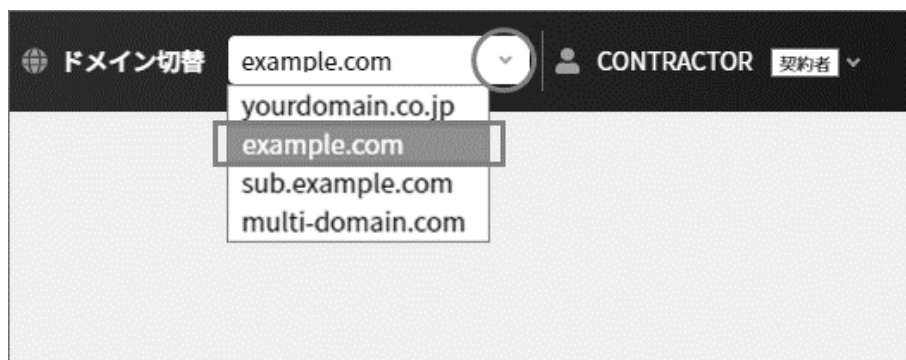 ドメイン切替 example.com CONTRACTOR 契約者
yourdomain.co.jp
example.com
sub.example.com
multi-domain.com